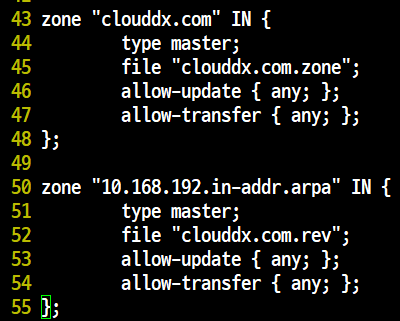 43 zone "clouddx.com" IN {
44         type master;
45         file "clouddx.com.zone";
46         allow-update { any; };
47         allow-transfer { any; };
48 };
49
50 zone "10.168.192.in-addr.arpa" IN {
51         type master;
52         file "clouddx.com.rev";
53         allow-update { any; };
54         allow-transfer { any; };
55 };